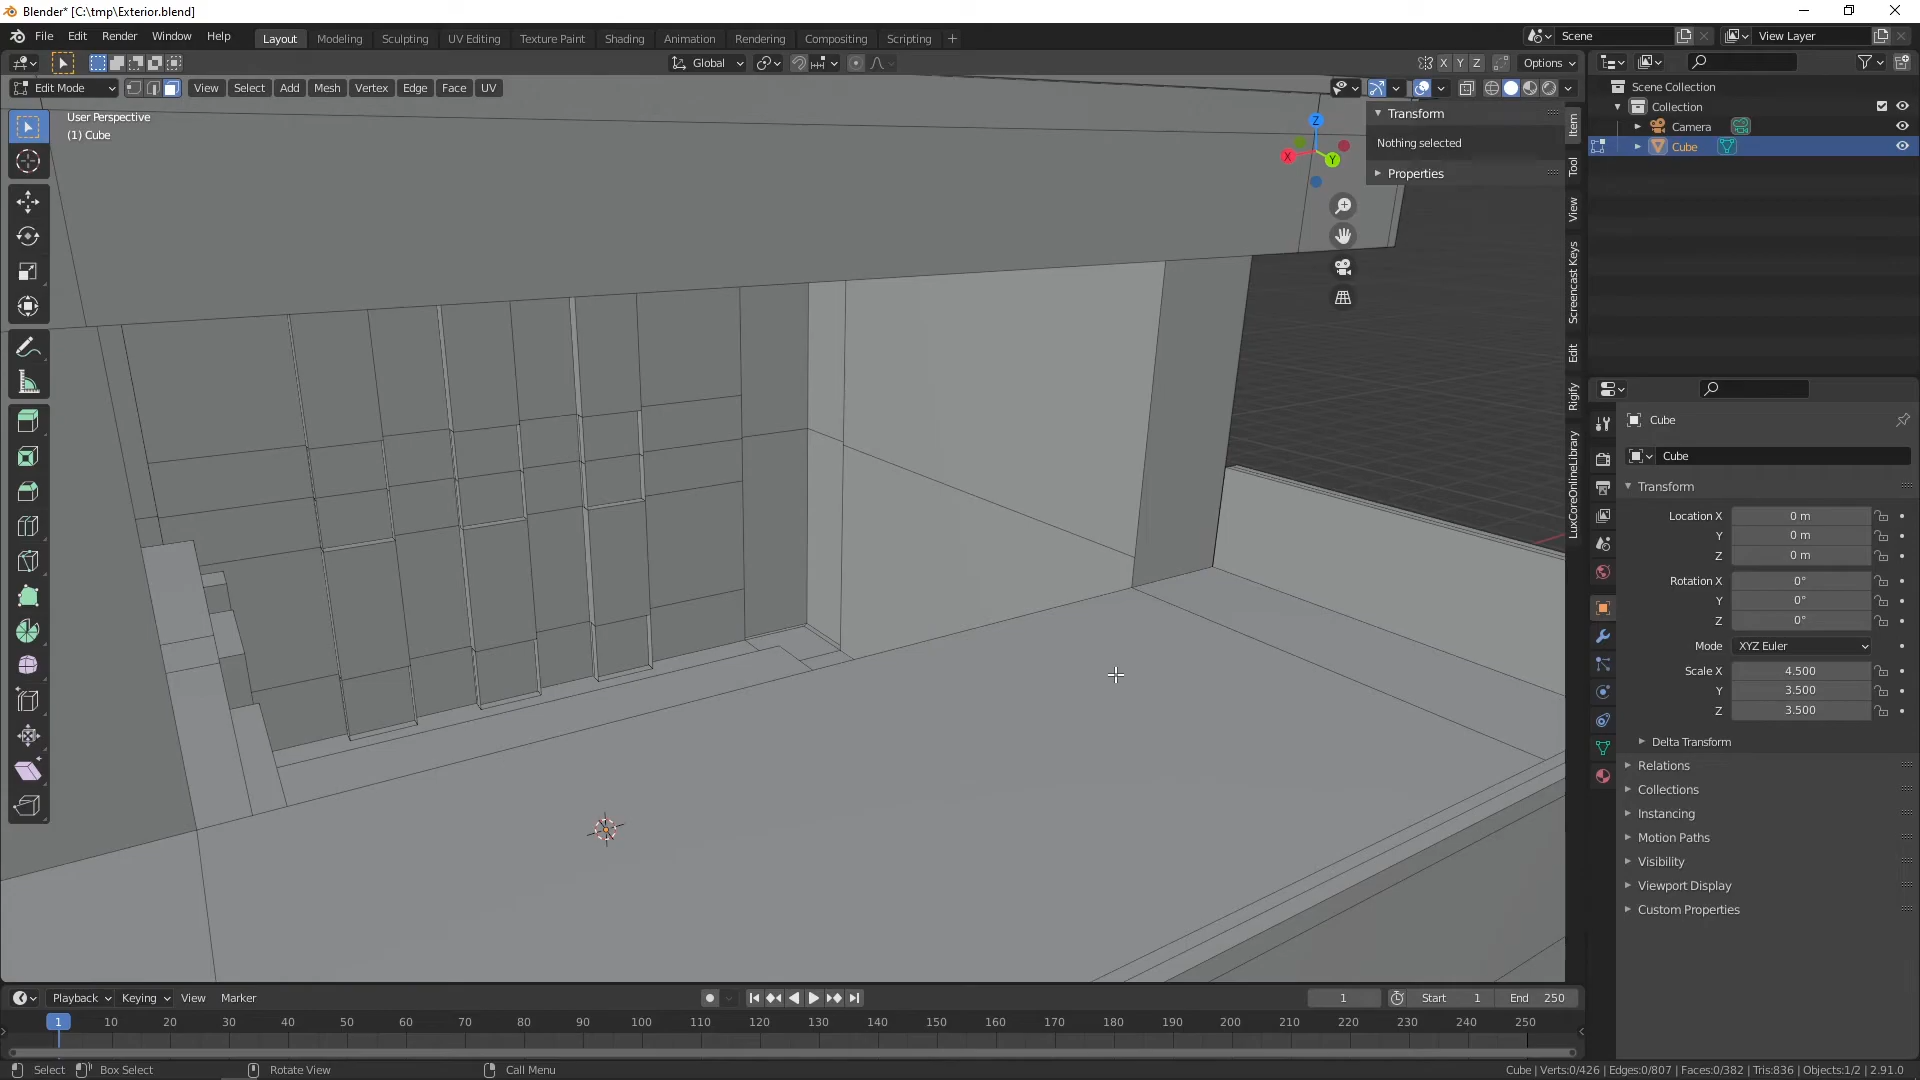 Blender* [C:\tmp\Exterior.blend]
File Edit Render Window Help
Layout Modeling Sculpting UV Editing Texture Paint Shading Animation Rendering Compositing Scripting +
Scene
View Layer
Global
X Y Z
Options
Edit Mode
View Select Add Mesh Vertex Edge Face UV
User Perspective
(1) Cube
Z
X
Y
Transform
Nothing selected
Properties
Item
Tool
View
Screencast Keys
Edit
Rigify
LuxCoreOnlineLibrary
Scene Collection
Collection
Camera
Cube
Cube
Cube
Transform
Location X 0 m
Y 0 m
Z 0 m
Rotation X 0°
Y 0°
Z 0°
Mode XYZ Euler
Scale X 4.500
Y 3.500
Z 3.500
Delta Transform
Relations
Collections
Instancing
Motion Paths
Visibility
Viewport Display
Custom Properties
Playback Keying View Marker
1
Start 1
End 250
1 10 20 30 40 50 60 70 80 90 100 110 120 130 140 150 160 170 180 190 200 210 220 230 240 250
Select Box Select Rotate View Call Menu
Cube | Verts:0/426 | Edges:0/807 | Faces:0/382 | Tris:836 | Objects:1/2 | 2.91.0